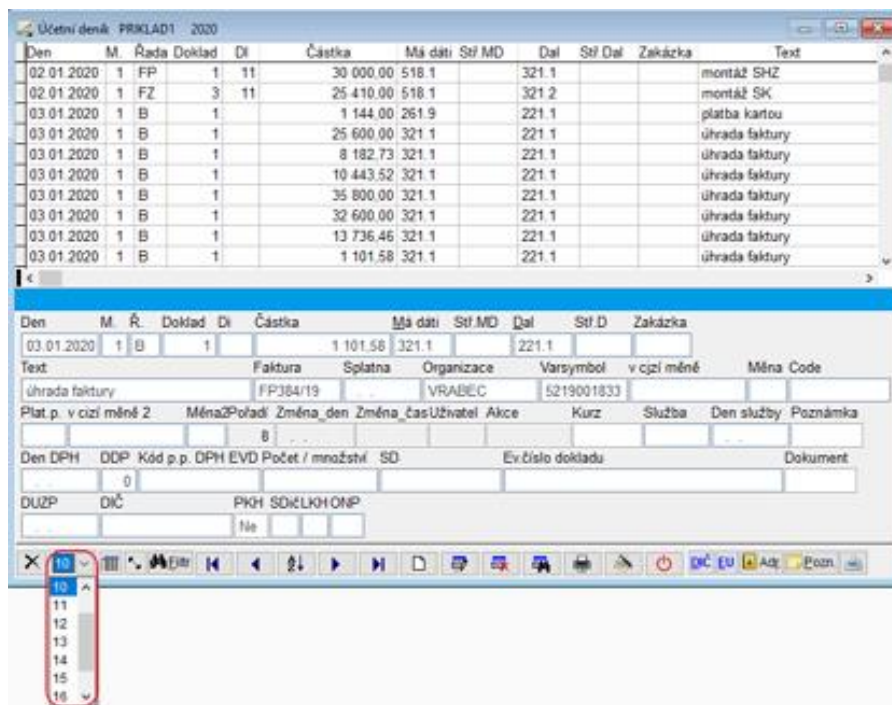 Účetní deník PRIKLAD1 2020
Den M. Řada Doklad DI Částka Má dáti Stř.MD Dal Stř.Dal Zakázka Text
02.01.2020 1 FP 1 11 30 000,00 518.1 321.1 montáž SHZ
02.01.2020 1 FZ 3 11 25 410,00 518.1 321.2 montáž SK
03.01.2020 1 B 1 1 144,00 261.9 221.1 platba kartou
03.01.2020 1 B 1 25 600,00 321.1 221.1 úhrada faktury
03.01.2020 1 B 1 8 182,73 321.1 221.1 úhrada faktury
03.01.2020 1 B 1 10 443,52 321.1 221.1 úhrada faktury
03.01.2020 1 B 1 35 800,00 321.1 221.1 úhrada faktury
03.01.2020 1 B 1 32 600,00 321.1 221.1 úhrada faktury
03.01.2020 1 B 1 13 736,46 321.1 221.1 úhrada faktury
03.01.2020 1 B 1 1 101,58 321.1 221.1 úhrada faktury
Den M. Ř. Doklad Di Částka Má dáti Stř.MD Dal Stř.D Zakázka
03.01.2020 1 B 1 1 101,58 321.1 221.1
Text Faktura Splatna Organizace Varsymbol v cizí měně Měna Code
úhrada faktury FP384/19 . . VRABEC 5219001833
Plat.p. v cizí měně 2 Měna2 Pořadí Změna_den Změna_čas Uživatel Akce Kurz Služba Den služby Poznámka
8 . . . .
Den DPH DDP Kód p.p. DPH EVD Počet / množství SD Ev.číslo dokladu Dokument
. . 0
DUZP DIČ PKH SDič LKH ONP
. . Ne
10 Filtr DIČ EU Adr. Pozn.
10
11
12
13
14
15
16